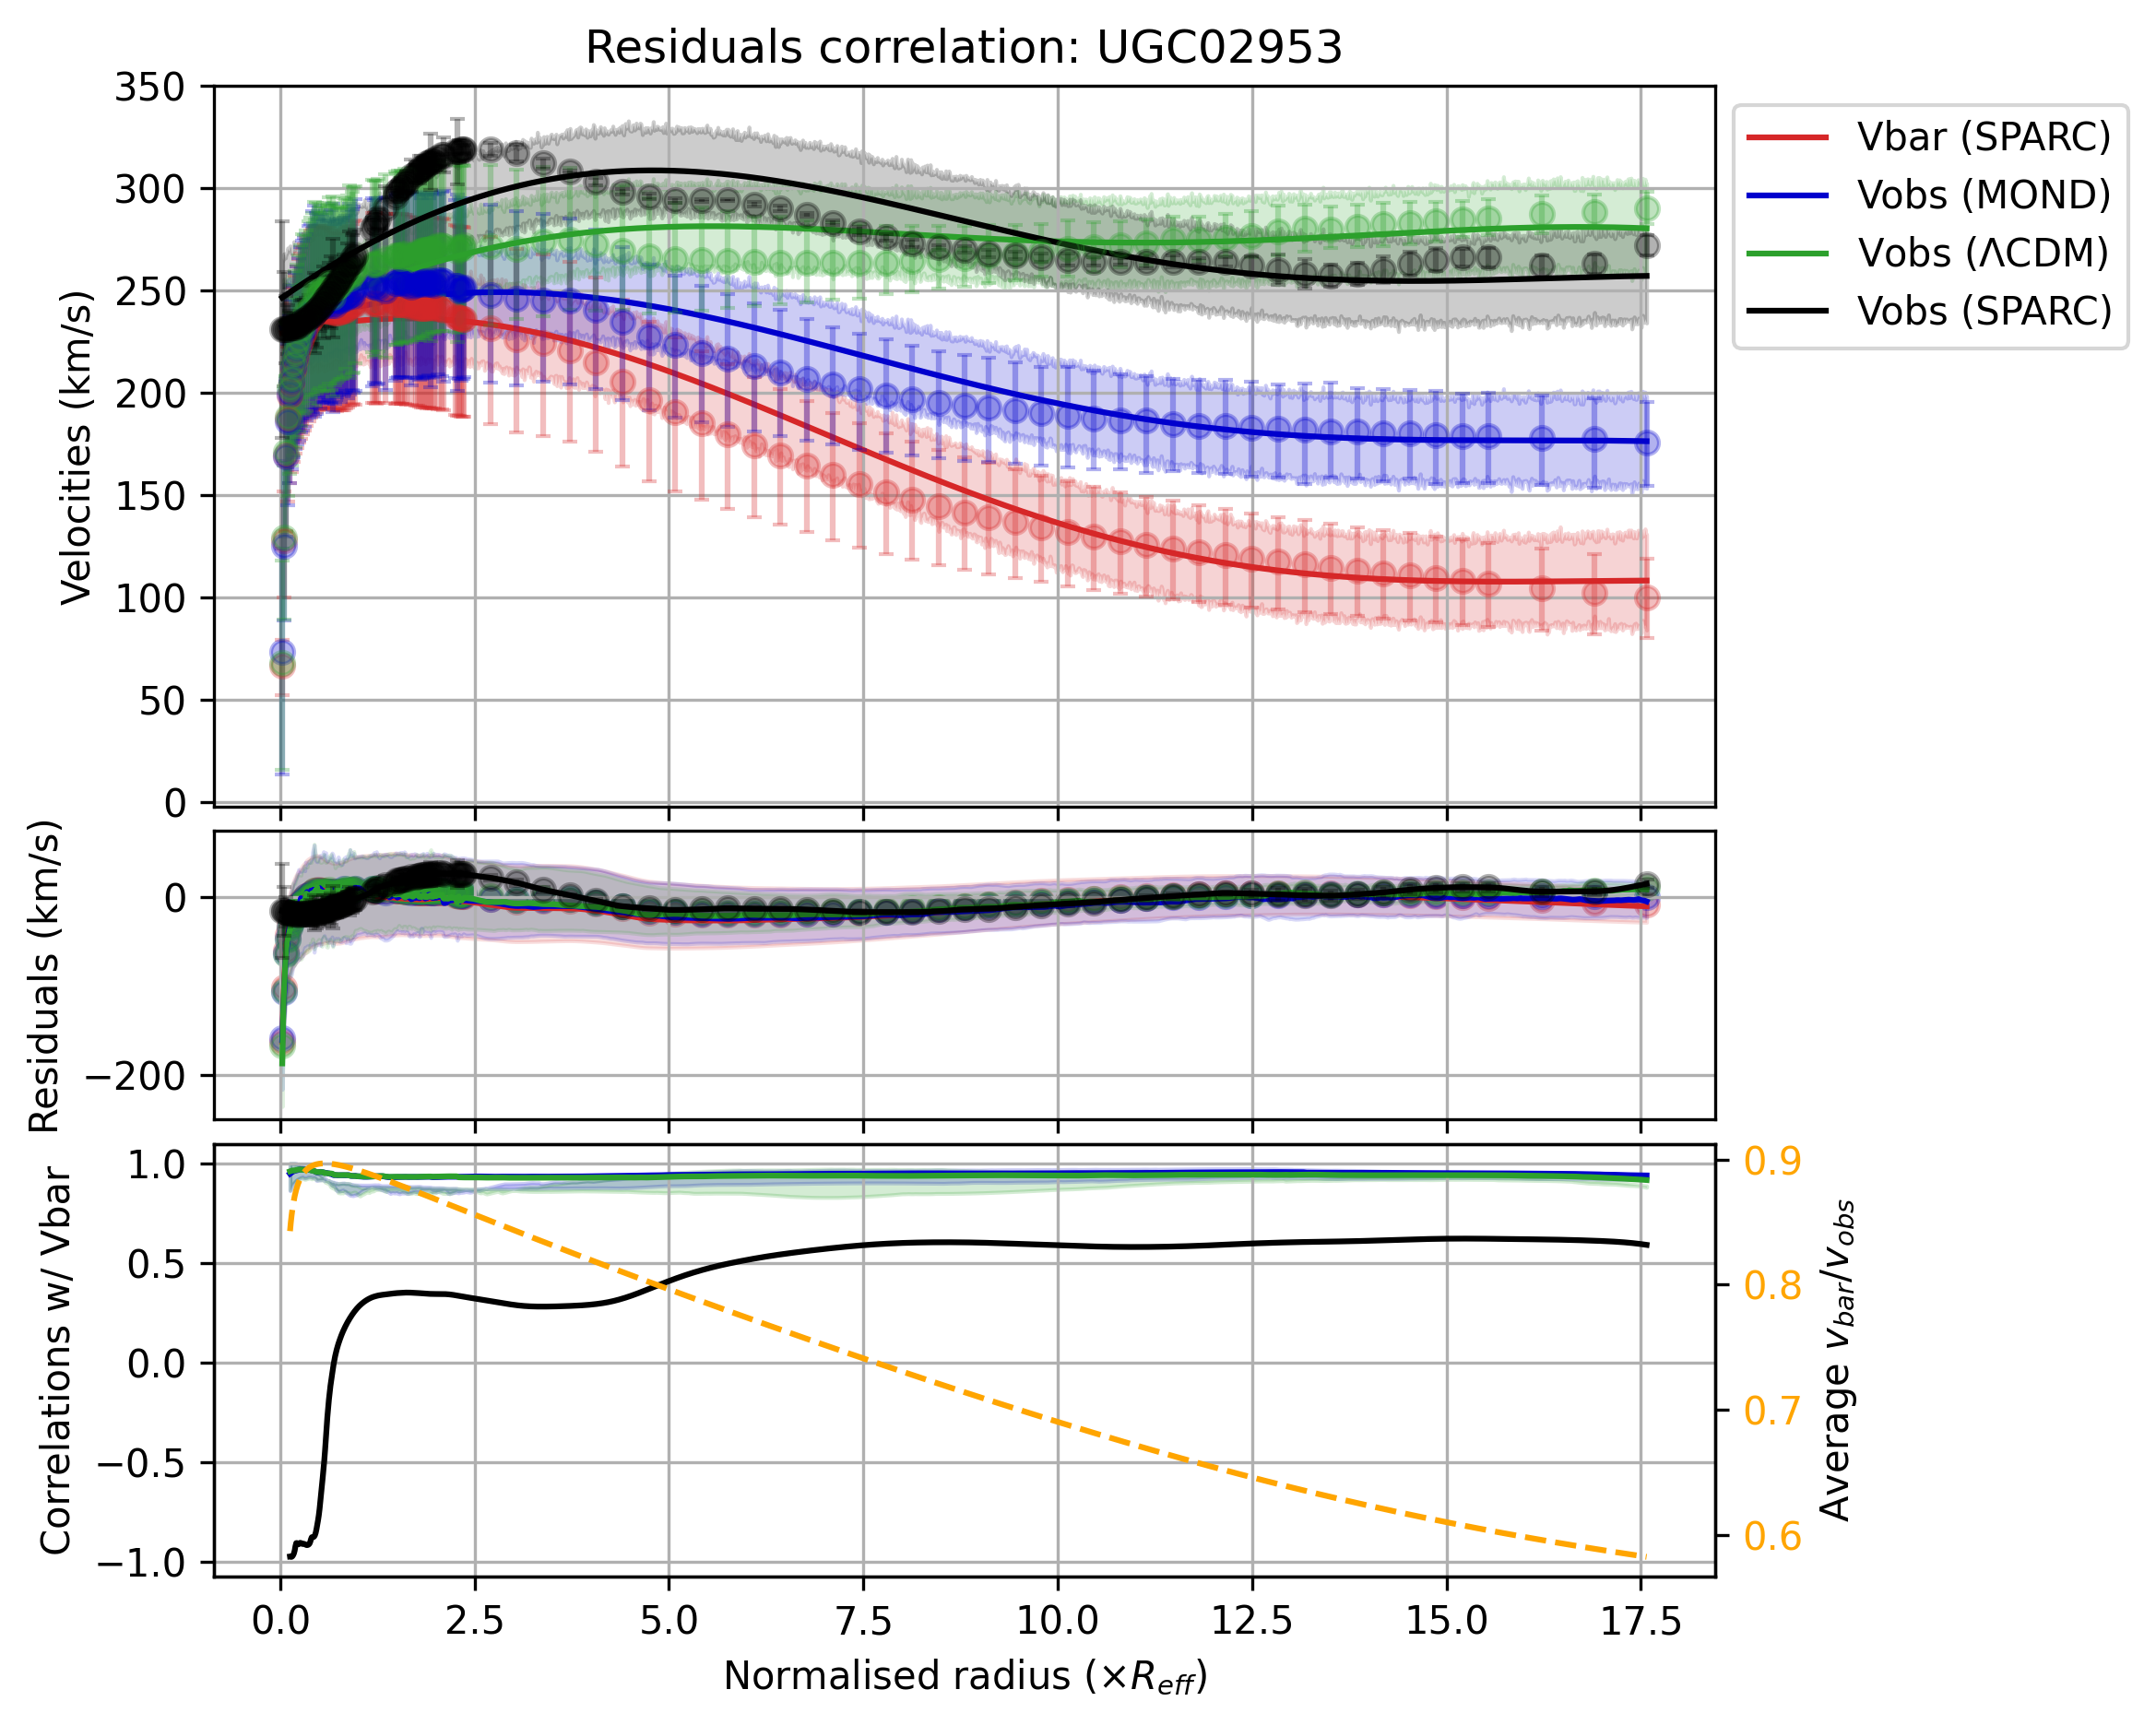 Residuals correlation: UGC02953
350
300
250
200
150
100
50
0
Velocities (km/s)
Vbar (SPARC)
Vobs (MOND)
Vobs (ΛCDM)
Vobs (SPARC)
0
−200
Residuals (km/s)
1.0
0.5
0.0
−0.5
−1.0
Correlations w/ Vbar
0.9
0.8
0.7
0.6
Average v_bar/v_obs
0.0 2.5 5.0 7.5 10.0 12.5 15.0 17.5
Normalised radius (×R_eff)